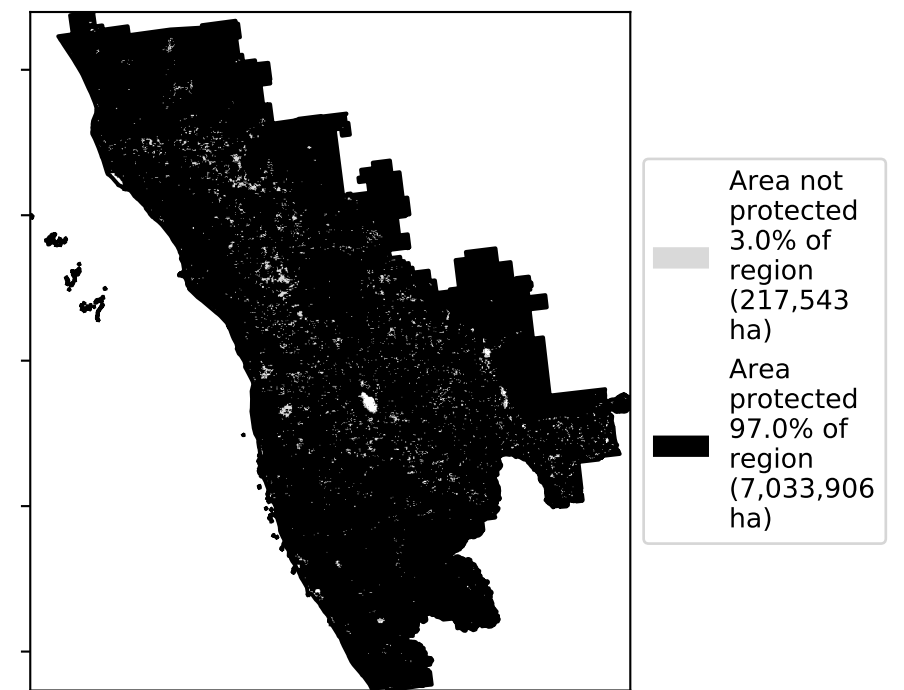 Area not
protected
3.0% of
region
(217,543
ha)
Area
protected
97.0% of
region
(7,033,906
ha)